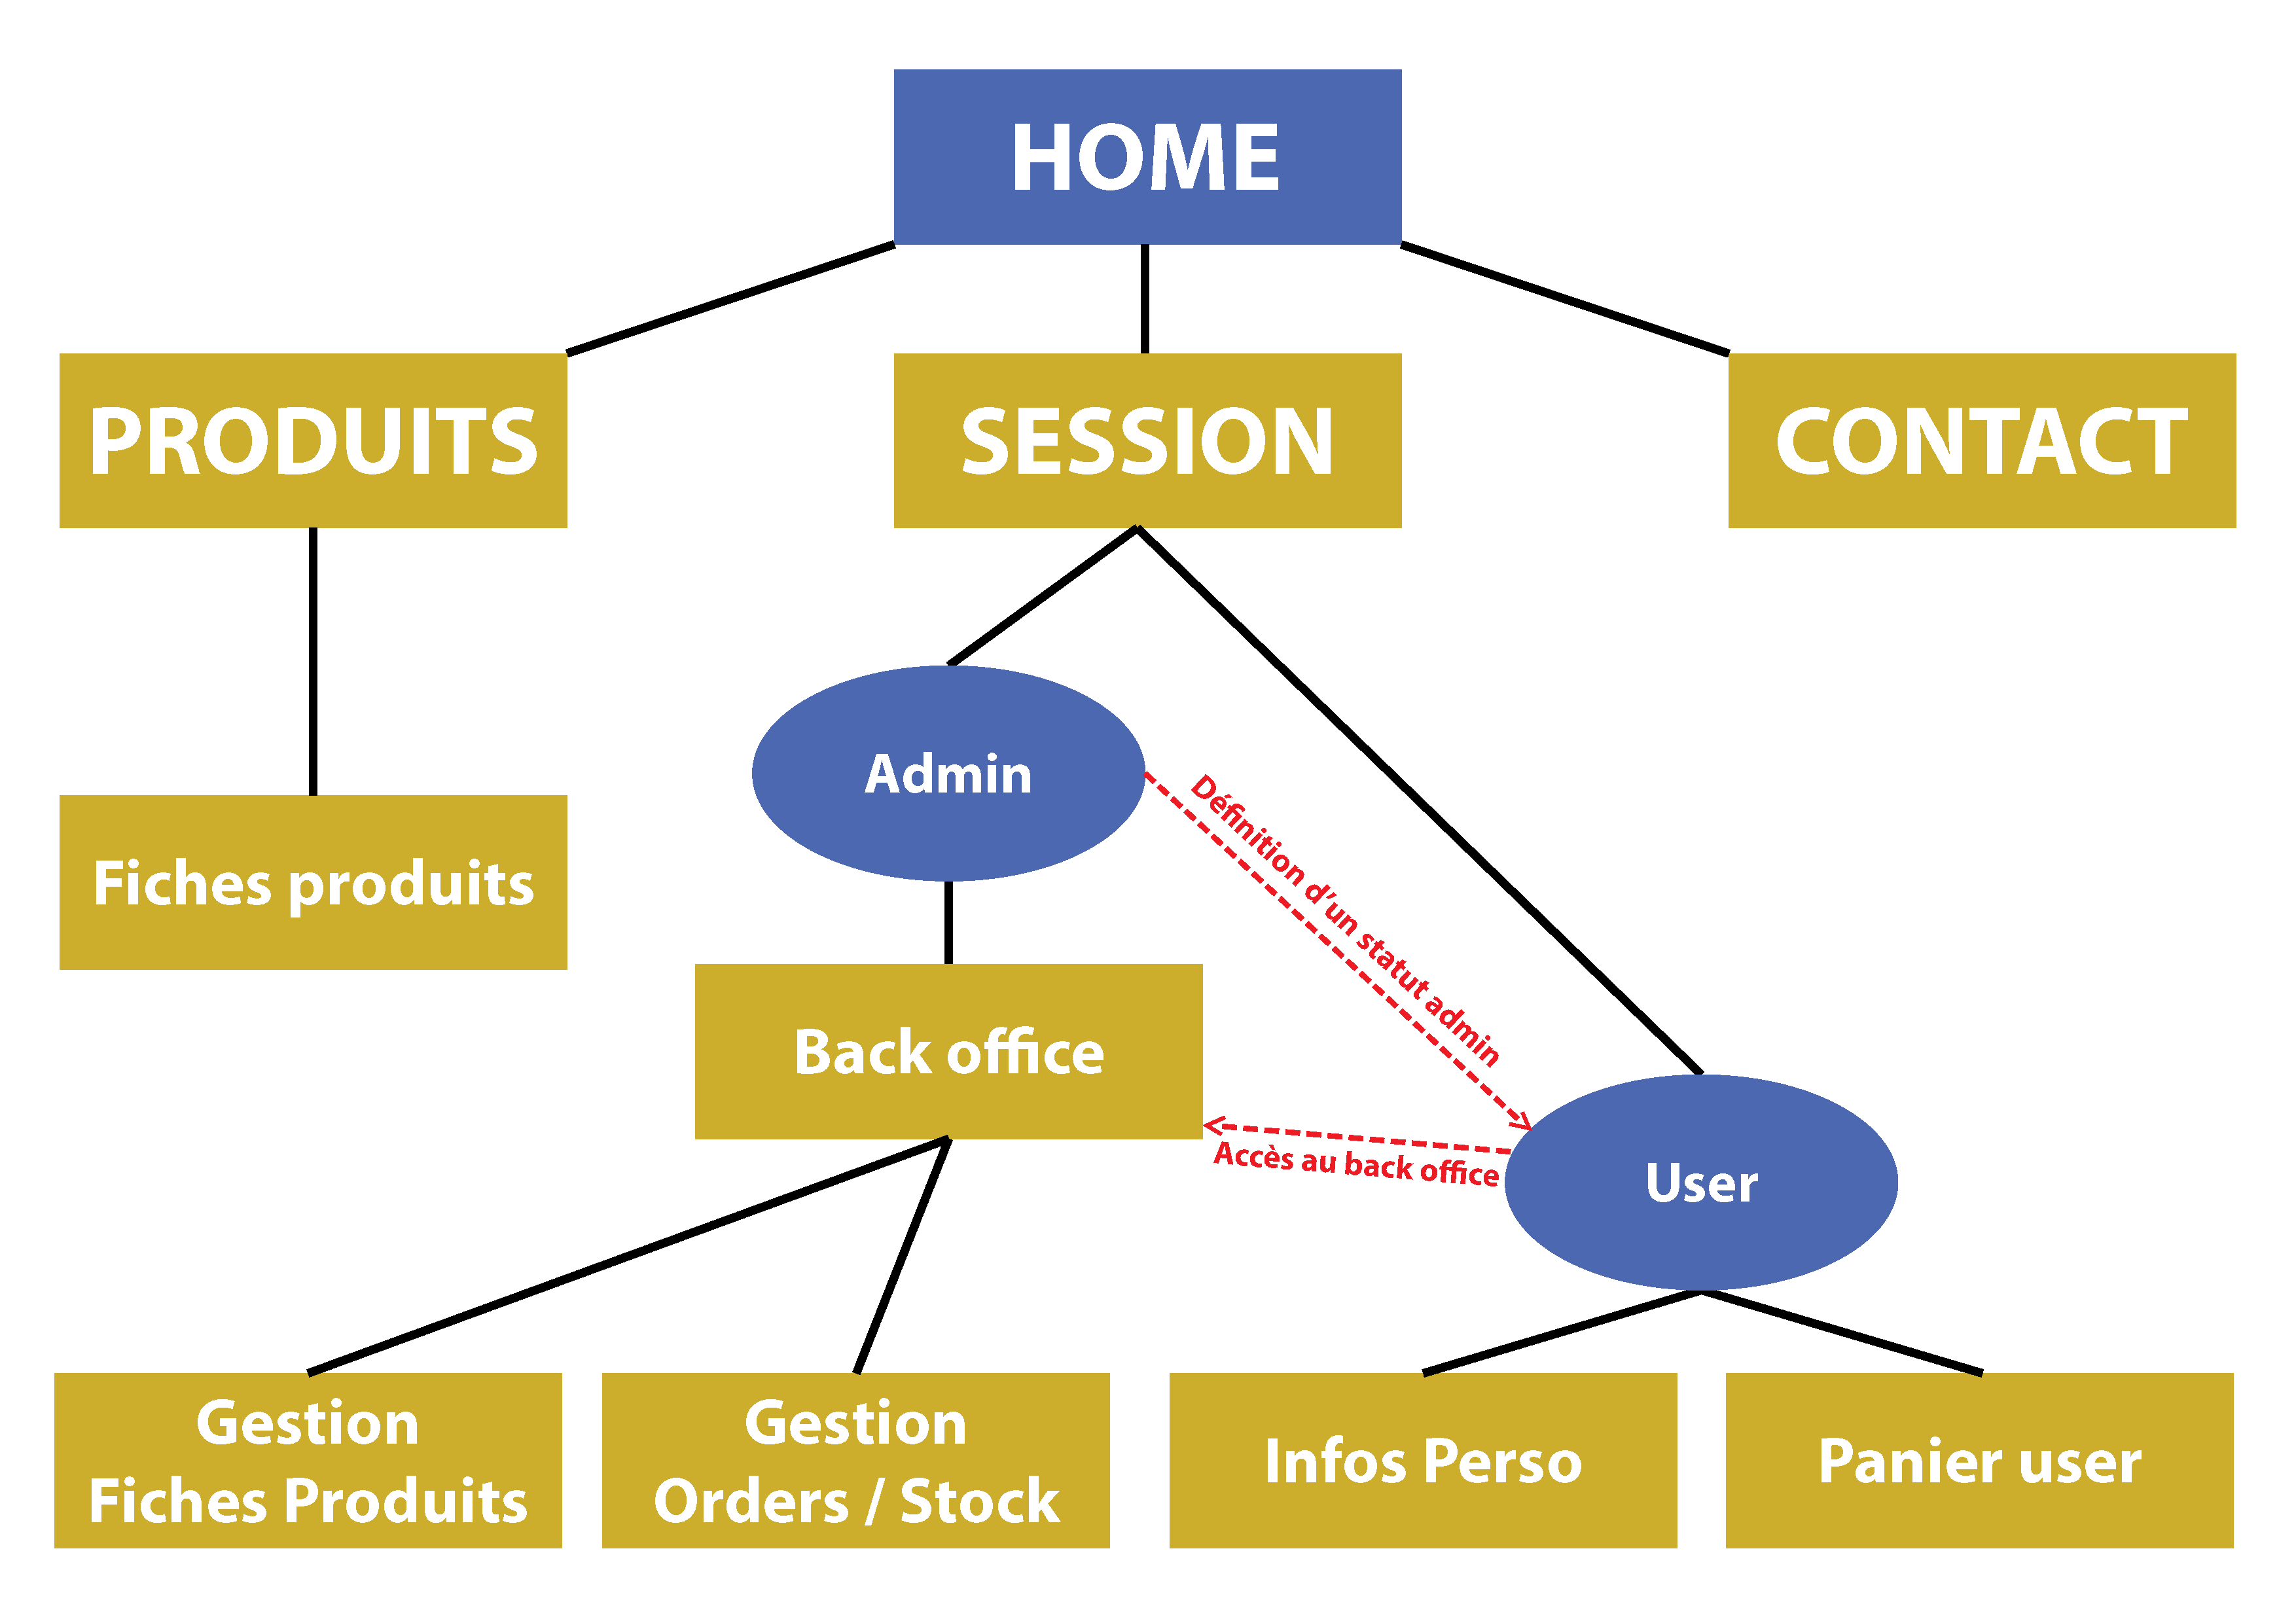 HOME
PRODUITS
SESSION
CONTACT
Admin
Définition d'un statut admin
Fiches produits
Back office
Accès au back office
User
Gestion
Fiches Produits
Gestion
Orders / Stock
Infos Perso
Panier user